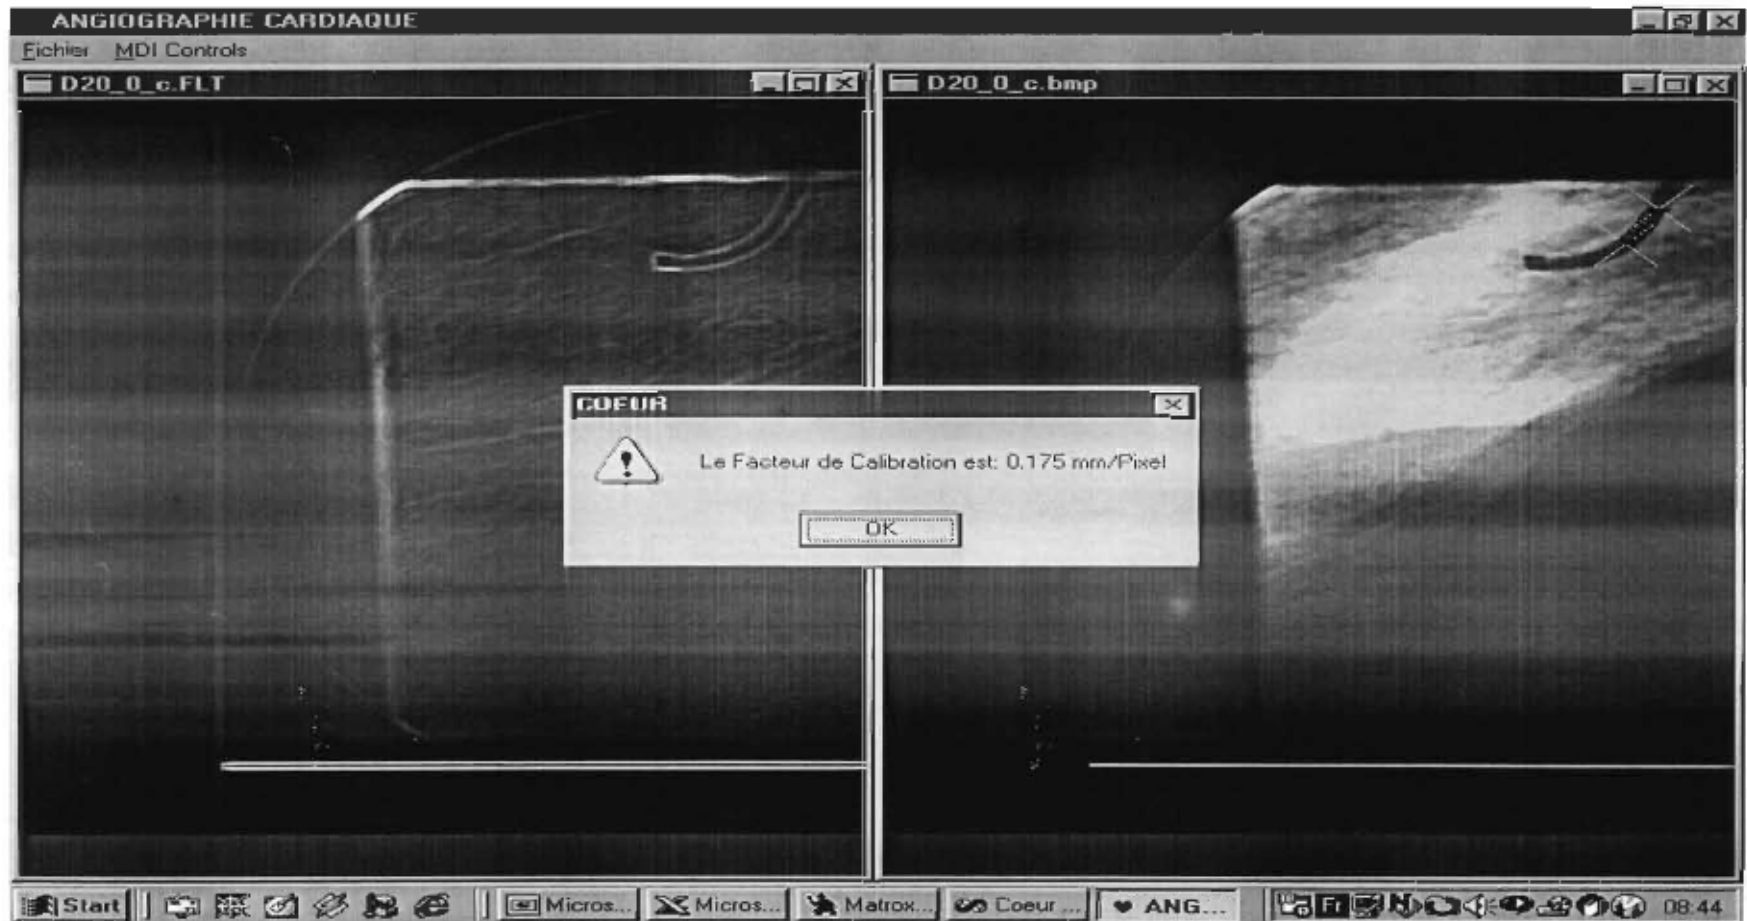 ANGIOGRAPHIE CARDIAQUE
Fichier MDI Controls
D20_0_c.FLT
D20_0_c.bmp
COEUR
Le Facteur de Calibration est: 0.175 mm/Pixel
OK
Start Micros... Micros... Matrox... Coeur ... ANG... Fr 08:44